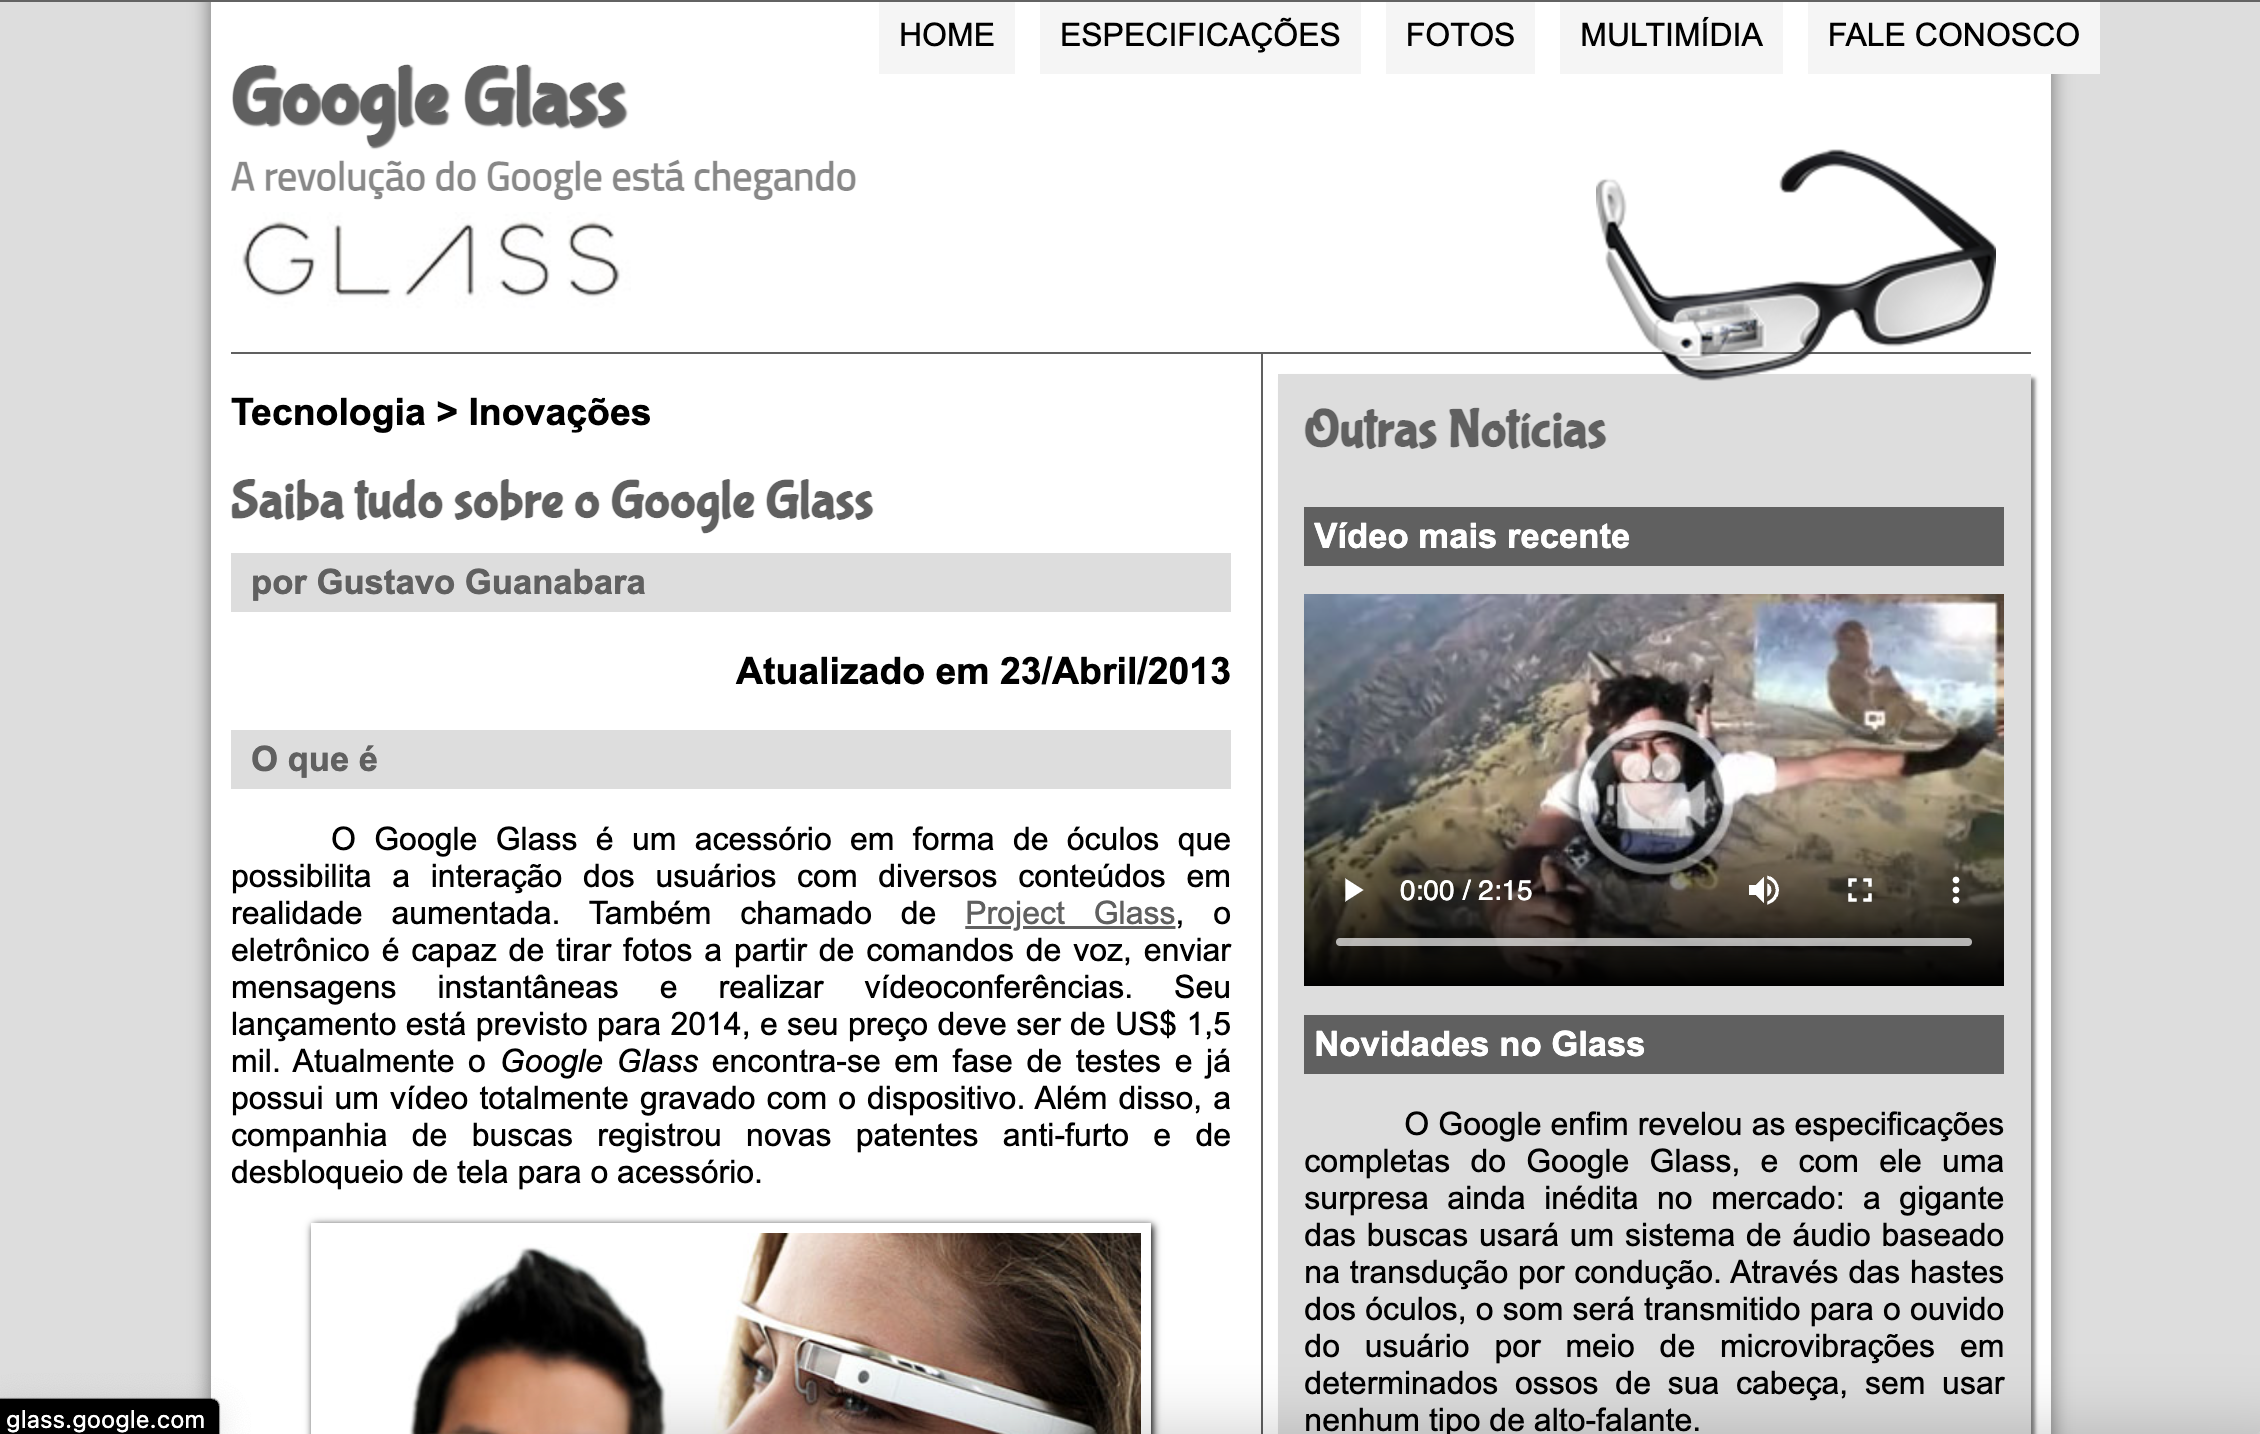 HOME ESPECIFICAÇÕES FOTOS MULTIMÍDIA FALE CONOSCO
Google Glass
A revolução do Google está chegando
GLASS
Tecnologia > Inovações
Saiba tudo sobre o Google Glass
por Gustavo Guanabara
Atualizado em 23/Abril/2013
O que é
O Google Glass é um acessório em forma de óculos que
possibilita a interação dos usuários com diversos conteúdos em
realidade aumentada. Também chamado de Project Glass, o
eletrônico é capaz de tirar fotos a partir de comandos de voz, enviar
mensagens instantâneas e realizar vídeoconferências. Seu
lançamento está previsto para 2014, e seu preço deve ser de US$ 1,5
mil. Atualmente o Google Glass encontra-se em fase de testes e já
possui um vídeo totalmente gravado com o dispositivo. Além disso, a
companhia de buscas registrou novas patentes anti-furto e de
desbloqueio de tela para o acessório.
Outras Notícias
Vídeo mais recente
0:00 / 2:15
Novidades no Glass
O Google enfim revelou as especificações
completas do Google Glass, e com ele uma
surpresa ainda inédita no mercado: a gigante
das buscas usará um sistema de áudio baseado
na transdução por condução. Através das hastes
dos óculos, o som será transmitido para o ouvido
do usuário por meio de microvibrações em
determinados ossos de sua cabeça, sem usar
nenhum tipo de alto-falante.
glass.google.com